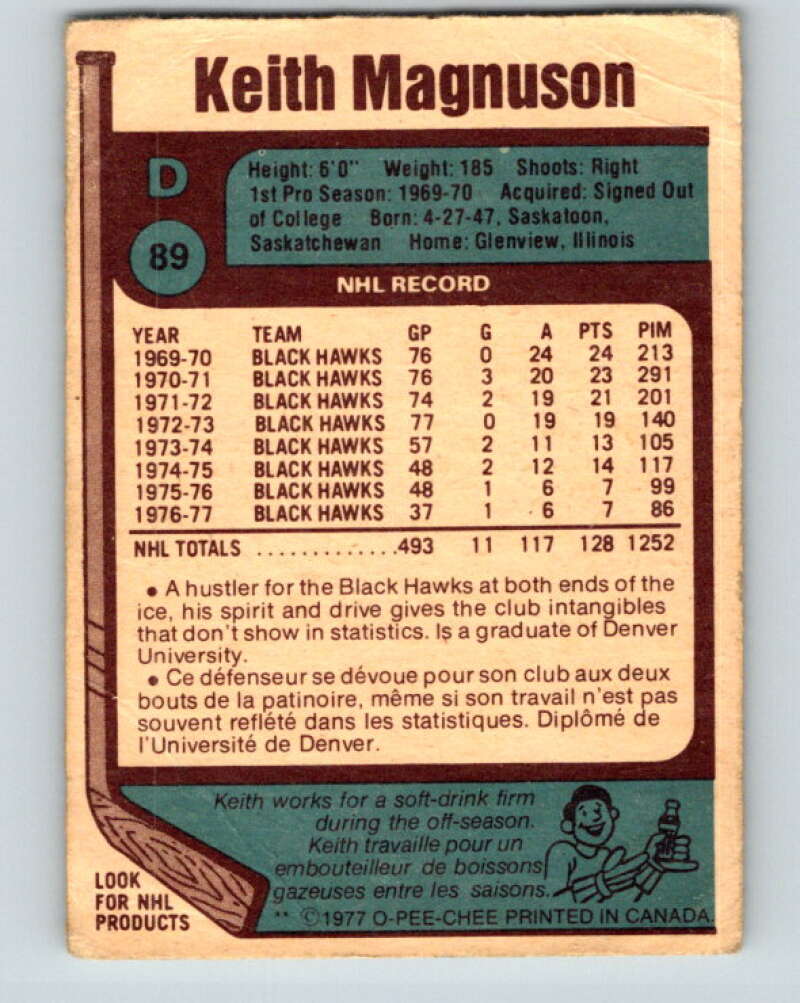 Keith Magnuson
D
89
Height: 6'0" Weight: 185 Shoots: Right
1st Pro Season: 1969-70 Acquired: Signed Out
of College Born: 4-27-47, Saskatoon,
Saskatchewan Home: Glenview, Illinois
NHL RECORD
YEAR TEAM GP G A PTS PIM
1969-70 BLACK HAWKS 76 0 24 24 213
1970-71 BLACK HAWKS 76 3 20 23 291
1971-72 BLACK HAWKS 74 2 19 21 201
1972-73 BLACK HAWKS 77 0 19 19 140
1973-74 BLACK HAWKS 57 2 11 13 105
1974-75 BLACK HAWKS 48 2 12 14 117
1975-76 BLACK HAWKS 48 1 6 7 99
1976-77 BLACK HAWKS 37 1 6 7 86
NHL TOTALS .............493 11 117 128 1252
• A hustler for the Black Hawks at both ends of the
ice, his spirit and drive gives the club intangibles
that don't show in statistics. Is a graduate of Denver
University.
• Ce défenseur se dévoue pour son club aux deux
bouts de la patinoire, même si son travail n'est pas
souvent reflété dans les statistiques. Diplômé de
l'Université de Denver.
Keith works for a soft-drink firm
during the off-season.
Keith travaille pour un
embouteilleur de boissons
gazeuses entre les saisons.
LOOK
FOR NHL
PRODUCTS
** ©1977 O-PEE-CHEE PRINTED IN CANADA.